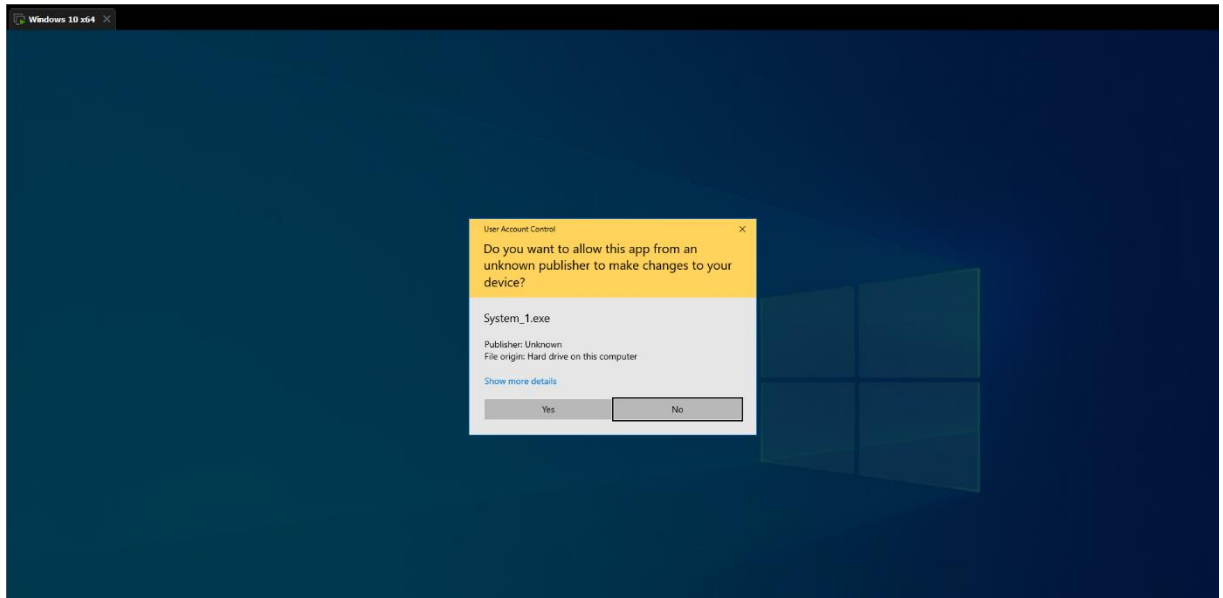 Windows 10 x64
User Account Control
Do you want to allow this app from an
unknown publisher to make changes to your
device?
System_1.exe
Publisher: Unknown
File origin: Hard drive on this computer
Show more details
Yes
No